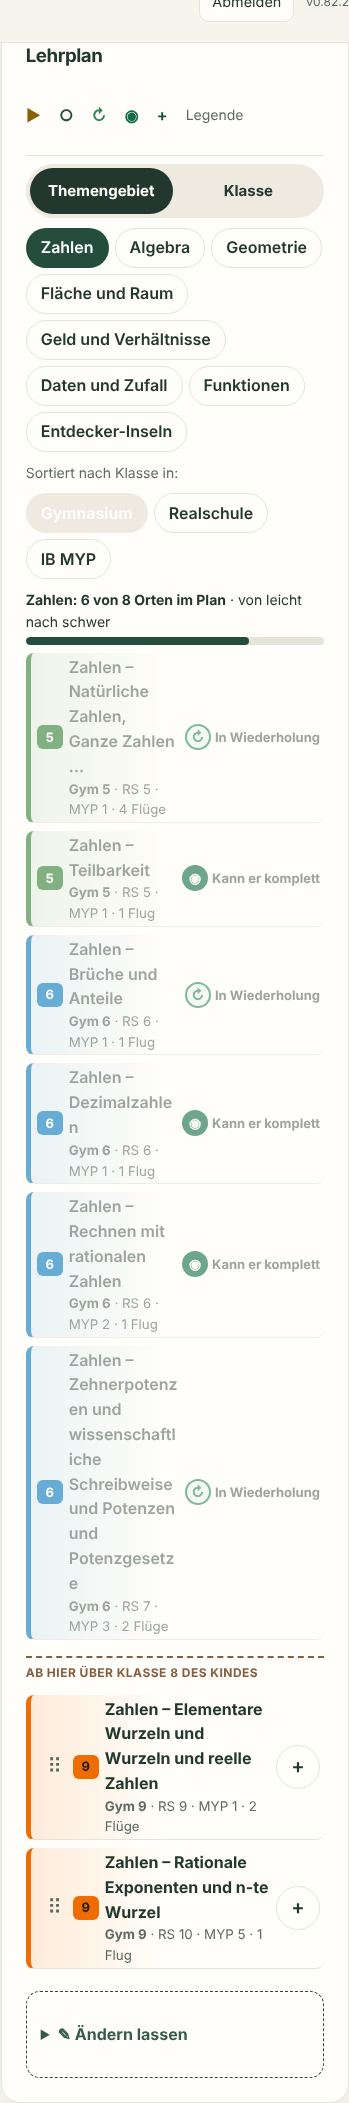 Abmelden v0.82.2
Lehrplan
Legende
Themengebiet Klasse
Zahlen Algebra Geometrie
Fläche und Raum
Geld und Verhältnisse
Daten und Zufall Funktionen
Entdecker-Inseln
Sortiert nach Klasse in:
Gymnasium Realschule
IB MYP
Zahlen: 6 von 8 Orten im Plan · von leicht
nach schwer
Zahlen –
Natürliche
Zahlen,
Ganze Zahlen
…
5 In Wiederholung
Gym 5 · RS 5 ·
MYP 1 · 4 Flüge
Zahlen –
Teilbarkeit
5 Kann er komplett
Gym 5 · RS 5 ·
MYP 1 · 1 Flug
Zahlen –
Brüche und
Anteile
6 In Wiederholung
Gym 6 · RS 6 ·
MYP 1 · 1 Flug
Zahlen –
Dezimalzahle
n
6 Kann er komplett
Gym 6 · RS 6 ·
MYP 1 · 1 Flug
Zahlen –
Rechnen mit
rationalen
Zahlen
6 Kann er komplett
Gym 6 · RS 6 ·
MYP 2 · 1 Flug
Zahlen –
Zehnerpotenz
en und
wissenschaftl
iche
Schreibweise
und Potenzen
und
Potenzgesetz
e
6 In Wiederholung
Gym 6 · RS 7 ·
MYP 3 · 2 Flüge
AB HIER ÜBER KLASSE 8 DES KINDES
Zahlen – Elementare
Wurzeln und
Wurzeln und reelle
Zahlen
9 +
Gym 9 · RS 9 · MYP 1 · 2
Flüge
Zahlen – Rationale
Exponenten und n-te
Wurzel
9 +
Gym 9 · RS 10 · MYP 5 · 1
Flug
▶ ✎ Ändern lassen